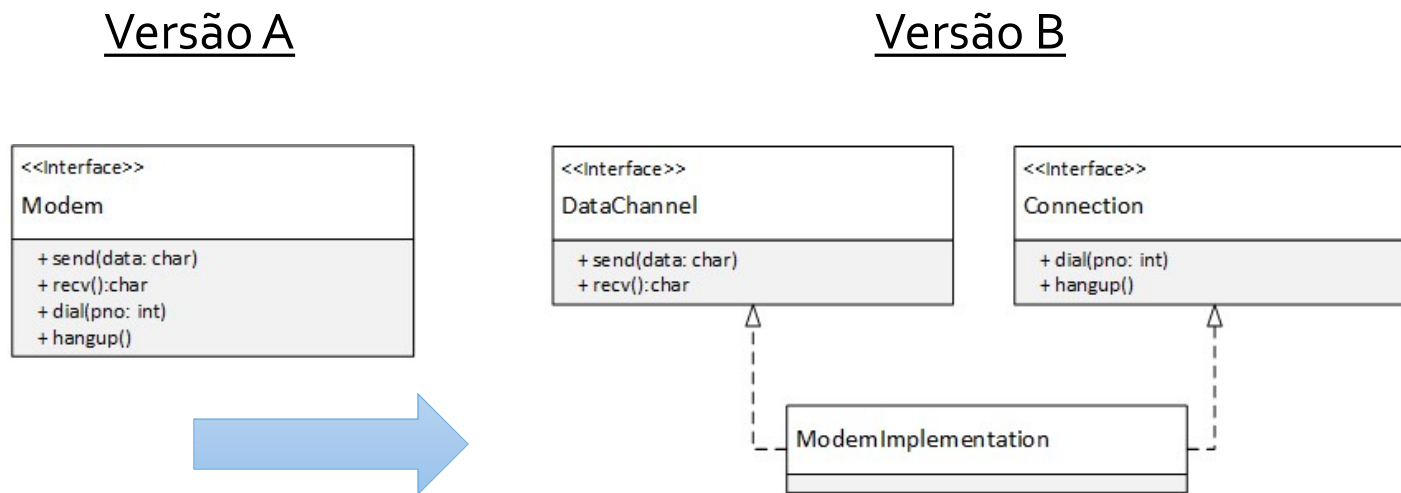 Versão A
Versão B
<<Interface>>
Modem
+ send(data: char)
+ recv():char
+ dial(pno: int)
+ hangup()
<<Interface>>
DataChannel
+ send(data: char)
+ recv():char
<<Interface>>
Connection
+ dial(pno: int)
+ hangup()
ModemImplementation